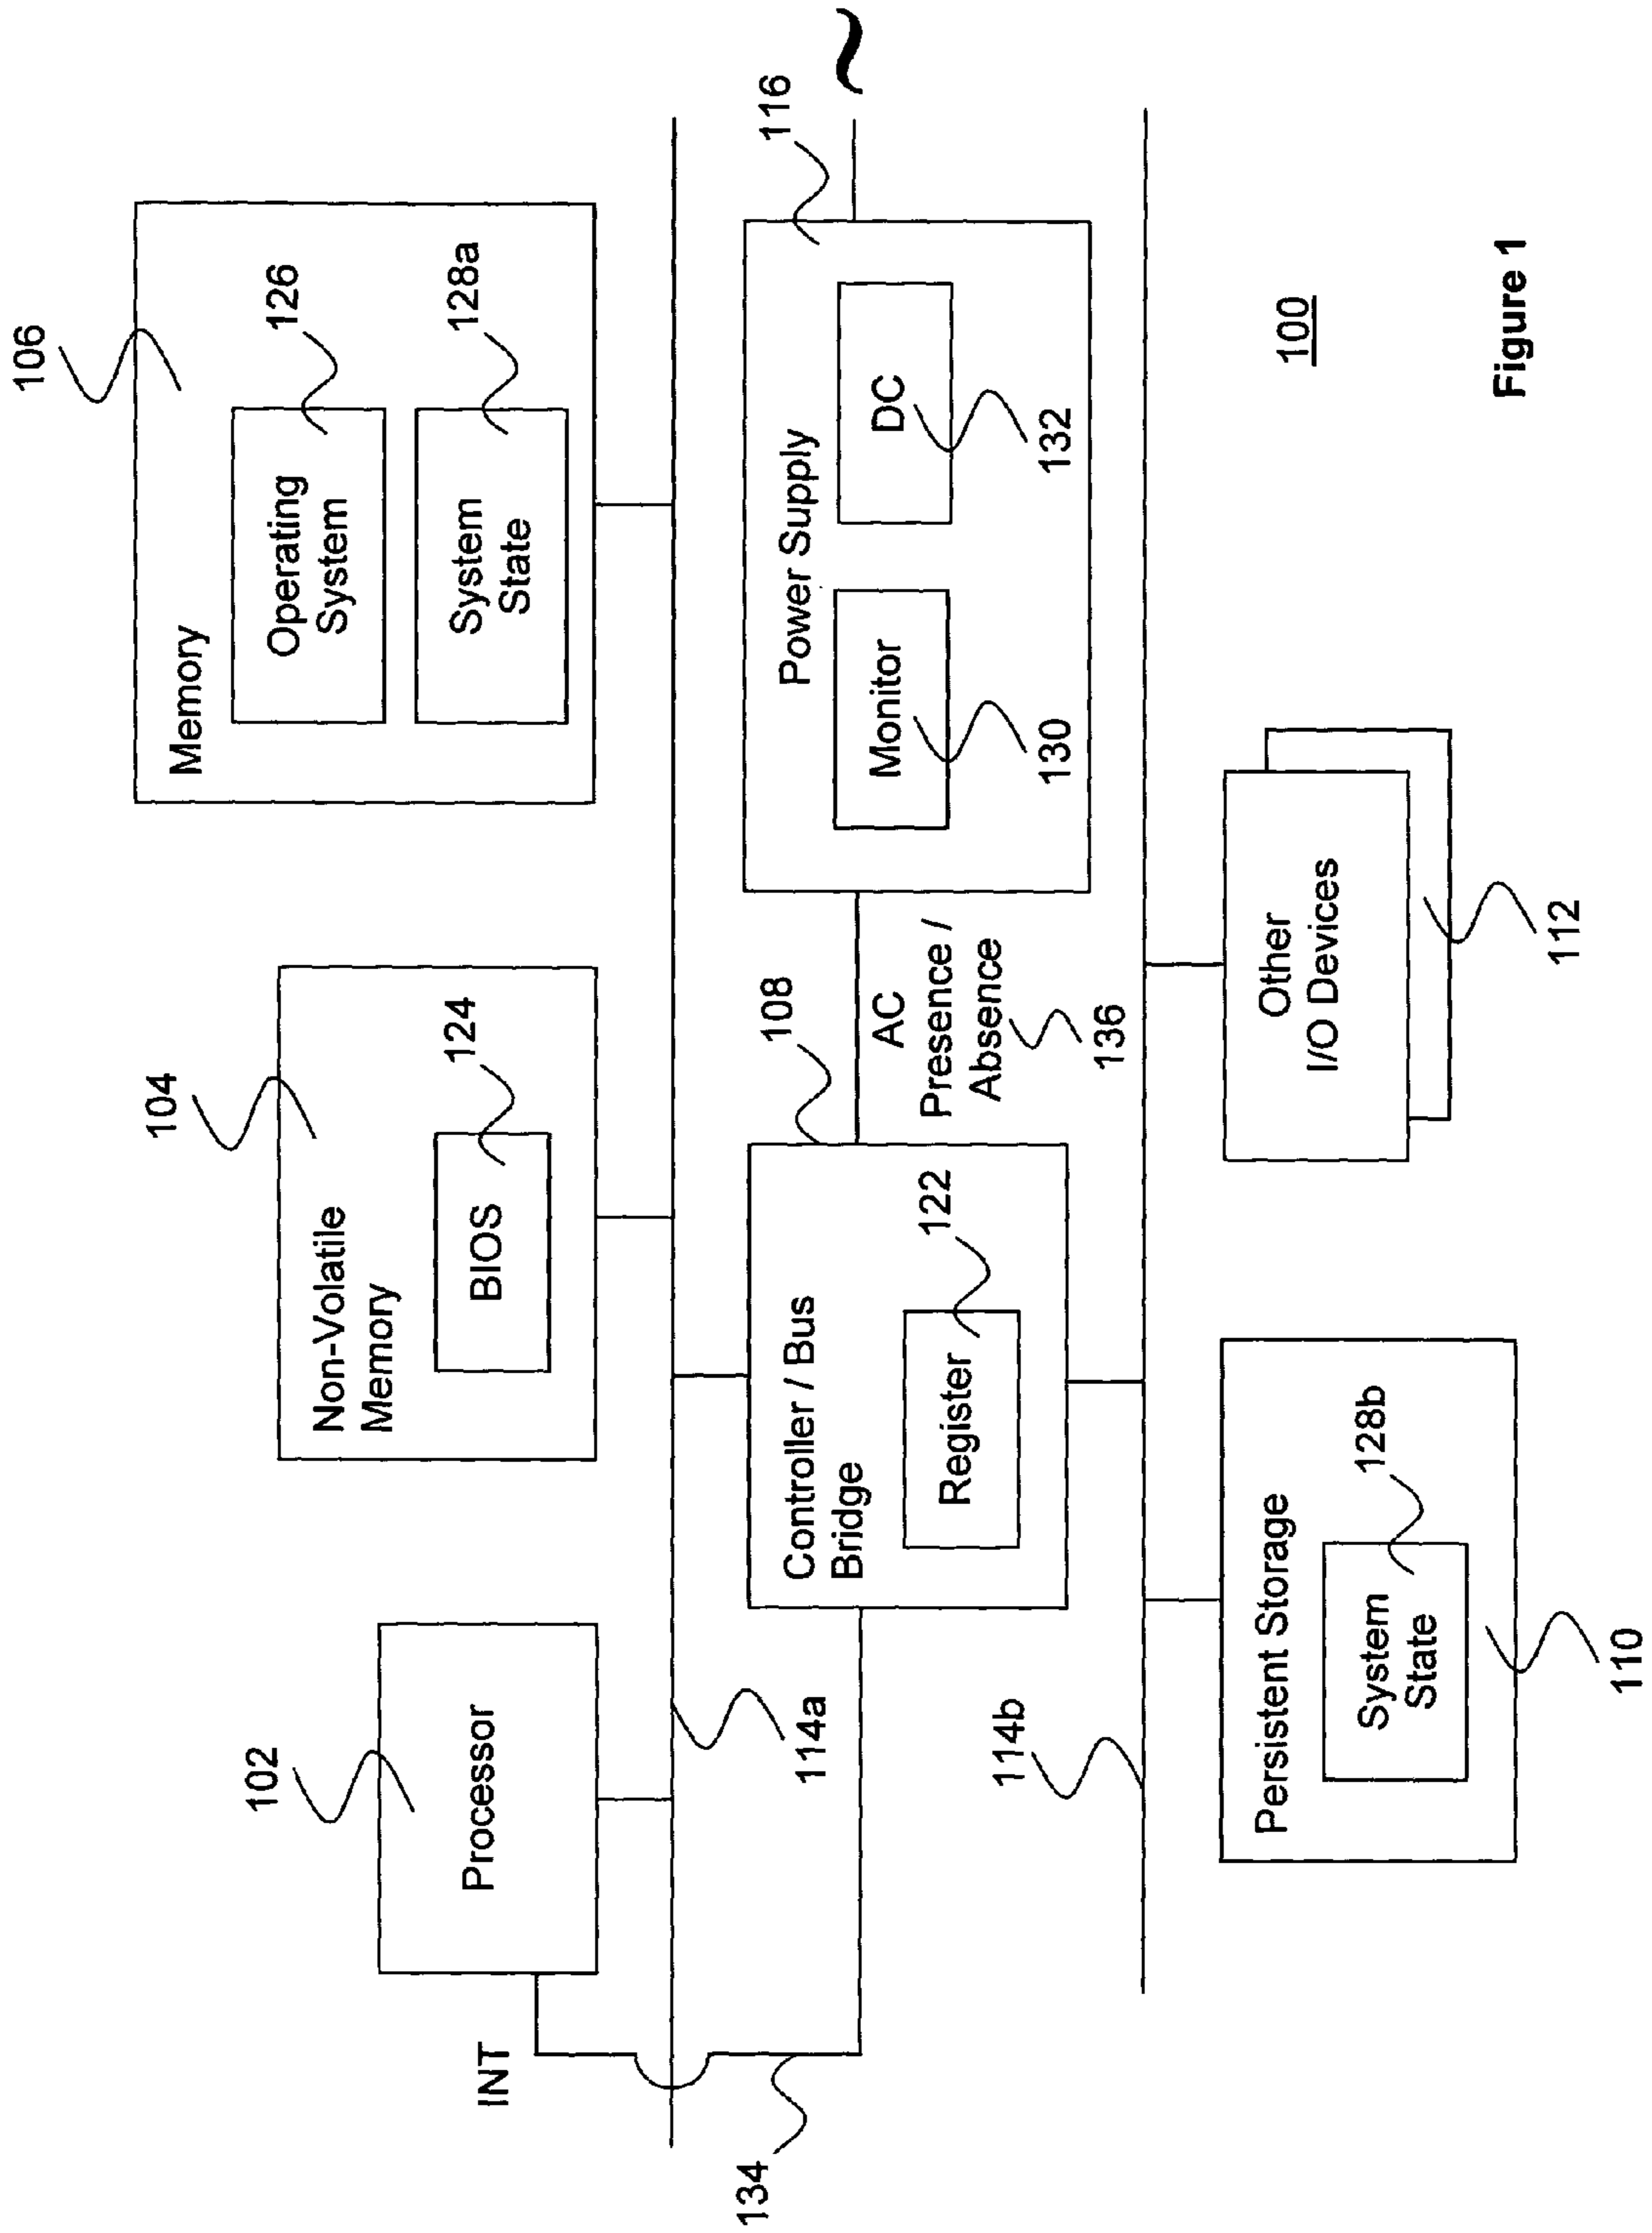 106
Memory
126
Operating
System
128a
System
State
104
Non-Volatile
Memory
124
BIOS
102
Processor
INT
114a
134
108
Controller / Bus
Bridge
122
Register
AC
Presence /
Absence
136
116
Power Supply
Monitor
130
DC
132
~
114b
Persistent Storage
128b
System
State
110
Other
I/O Devices
112
100
Figure 1